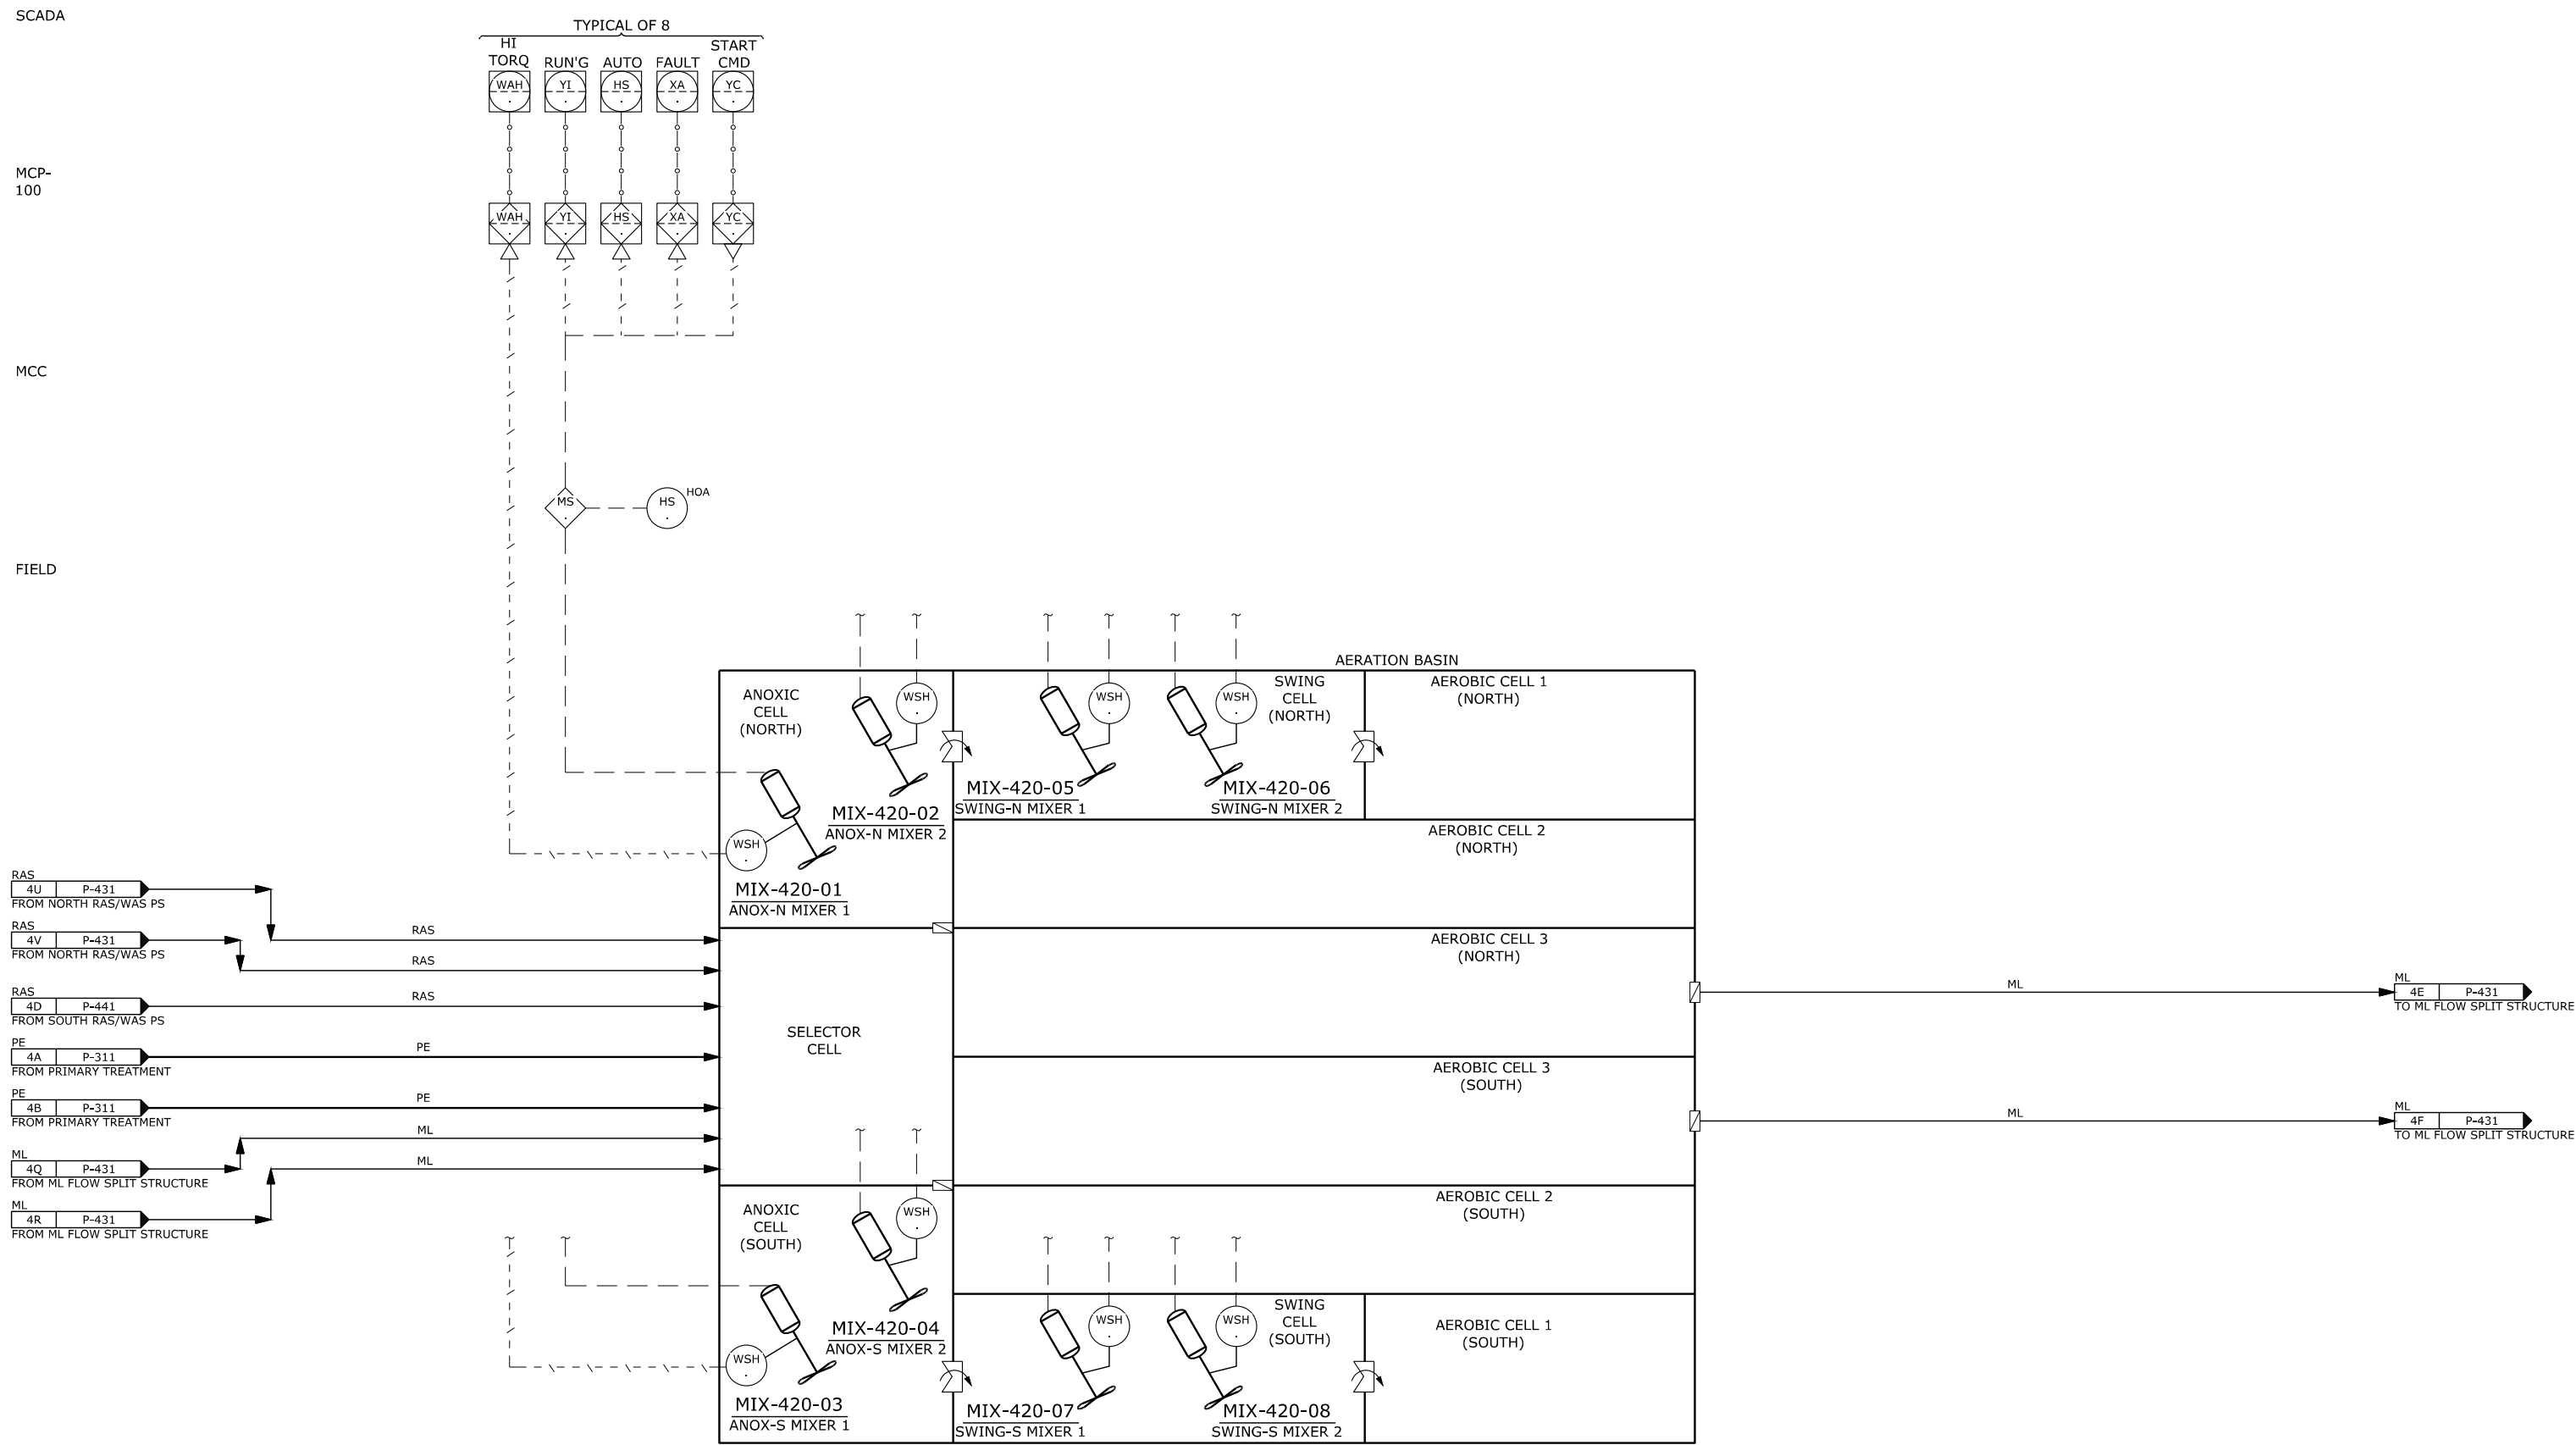 SCADA
TYPICAL OF 8
HI
TORQ
RUN'G
AUTO
FAULT
START
CMD
WAH
YI
HS
XA
YC
MCP-
100
WAH
YI
HS
XA
YC
MCC
MS
HS
HOA
FIELD
AERATION BASIN
ANOXIC
CELL
(NORTH)
WSH
WSH
WSH
SWING
CELL
(NORTH)
AEROBIC CELL 1
(NORTH)
MIX-420-05
SWING-N MIXER 1
MIX-420-06
SWING-N MIXER 2
MIX-420-02
ANOX-N MIXER 2
AEROBIC CELL 2
(NORTH)
WSH
MIX-420-01
ANOX-N MIXER 1
RAS
4U P-431
FROM NORTH RAS/WAS PS
RAS
RAS
4V P-431
FROM NORTH RAS/WAS PS
RAS
AEROBIC CELL 3
(NORTH)
RAS
4D P-441
FROM SOUTH RAS/WAS PS
RAS
ML
ML
4E P-431
TO ML FLOW SPLIT STRUCTURE
SELECTOR
CELL
PE
4A P-311
FROM PRIMARY TREATMENT
PE
AEROBIC CELL 3
(SOUTH)
PE
4B P-311
FROM PRIMARY TREATMENT
PE
ML
ML
4F P-431
TO ML FLOW SPLIT STRUCTURE
ML
ML
4Q P-431
FROM ML FLOW SPLIT STRUCTURE
ML
ML
4R P-431
FROM ML FLOW SPLIT STRUCTURE
ANOXIC
CELL
(SOUTH)
WSH
AEROBIC CELL 2
(SOUTH)
WSH
WSH
SWING
CELL
(SOUTH)
AEROBIC CELL 1
(SOUTH)
MIX-420-04
ANOX-S MIXER 2
WSH
MIX-420-03
ANOX-S MIXER 1
MIX-420-07
SWING-S MIXER 1
MIX-420-08
SWING-S MIXER 2